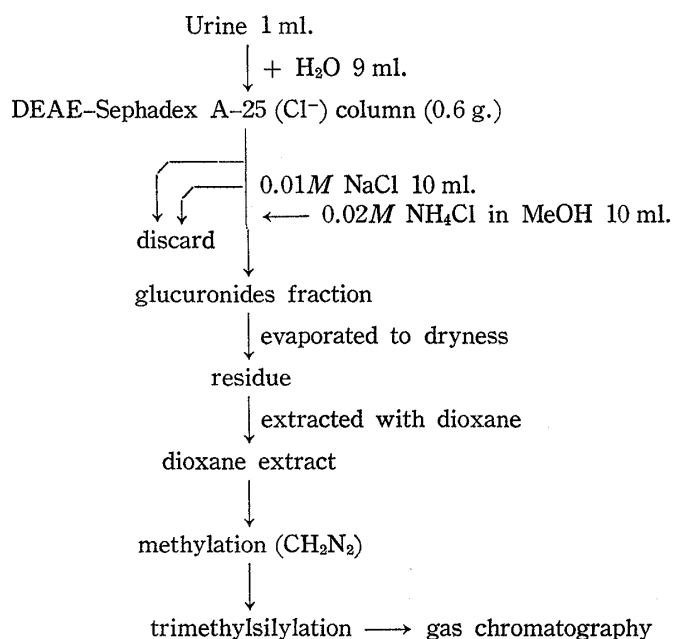 Urine 1 ml.
+ H₂O 9 ml.
DEAE–Sephadex A–25 (Cl⁻) column (0.6 g.)
0.01M NaCl 10 ml.
0.02M NH₄Cl in MeOH 10 ml.
discard
glucuronides fraction
evaporated to dryness
residue
extracted with dioxane
dioxane extract
methylation (CH₂N₂)
trimethylsilylation → gas chromatography